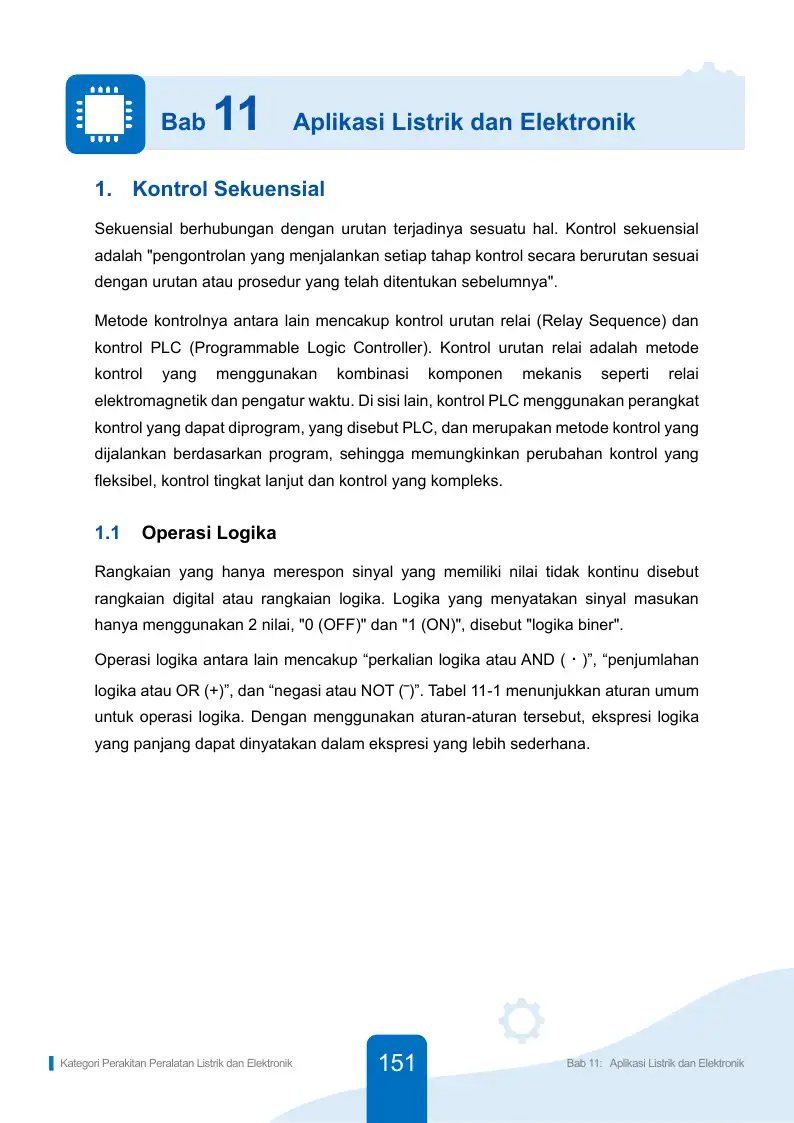 Bab 11 Aplikasi Listrik dan Elektronik
1. Kontrol Sekuensial
Sekuensial berhubungan dengan urutan terjadinya sesuatu hal. Kontrol sekuensial
adalah "pengontrolan yang menjalankan setiap tahap kontrol secara berurutan sesuai
dengan urutan atau prosedur yang telah ditentukan sebelumnya".
Metode kontrolnya antara lain mencakup kontrol urutan relai (Relay Sequence) dan
kontrol PLC (Programmable Logic Controller). Kontrol urutan relai adalah metode
kontrol yang menggunakan kombinasi komponen mekanis seperti relai
elektromagnetik dan pengatur waktu. Di sisi lain, kontrol PLC menggunakan perangkat
kontrol yang dapat diprogram, yang disebut PLC, dan merupakan metode kontrol yang
dijalankan berdasarkan program, sehingga memungkinkan perubahan kontrol yang
fleksibel, kontrol tingkat lanjut dan kontrol yang kompleks.
1.1 Operasi Logika
Rangkaian yang hanya merespon sinyal yang memiliki nilai tidak kontinu disebut
rangkaian digital atau rangkaian logika. Logika yang menyatakan sinyal masukan
hanya menggunakan 2 nilai, "0 (OFF)" dan "1 (ON)", disebut "logika biner".
Operasi logika antara lain mencakup “perkalian logika atau AND (・)”, “penjumlahan
logika atau OR (+)”, dan “negasi atau NOT (‾)”. Tabel 11-1 menunjukkan aturan umum
untuk operasi logika. Dengan menggunakan aturan-aturan tersebut, ekspresi logika
yang panjang dapat dinyatakan dalam ekspresi yang lebih sederhana.
Kategori Perakitan Peralatan Listrik dan Elektronik
151
Bab 11: Aplikasi Listrik dan Elektronik